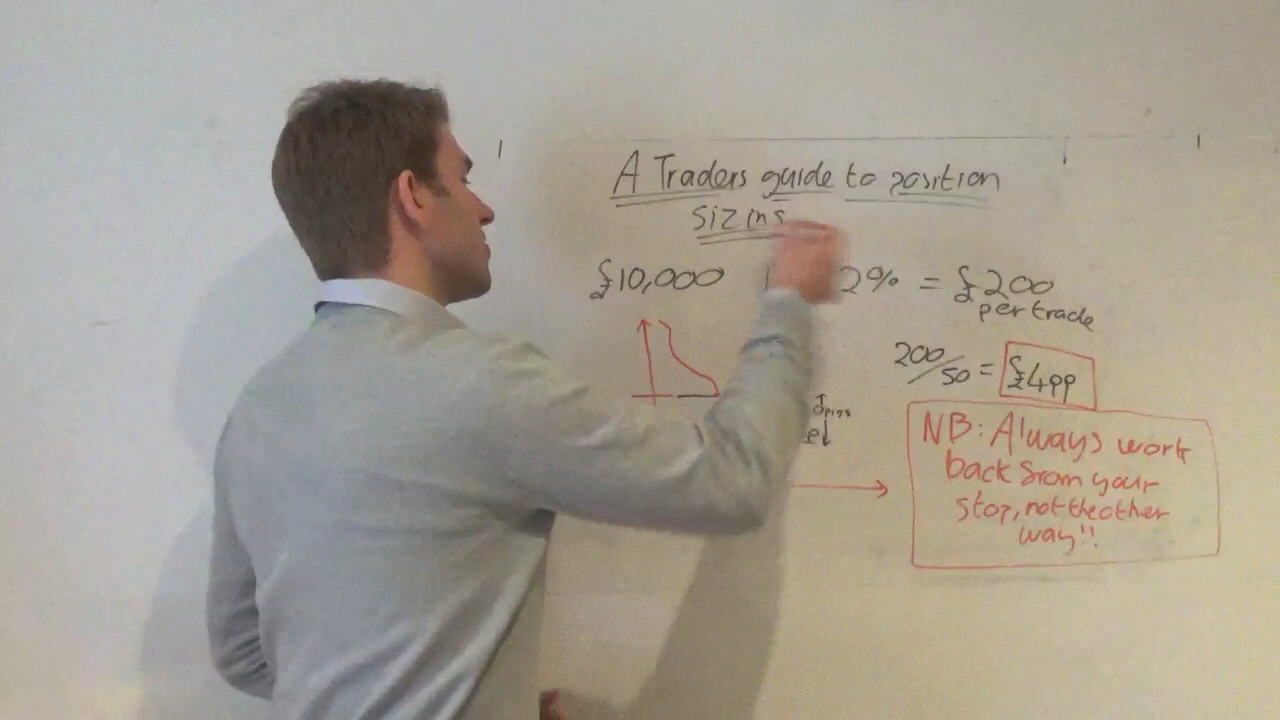 A Traders guide to position
sizing
£10,000 2% = £200
per trade
200/50 = £4pp
NB: Always work
back from your
stop, not the other
way!!